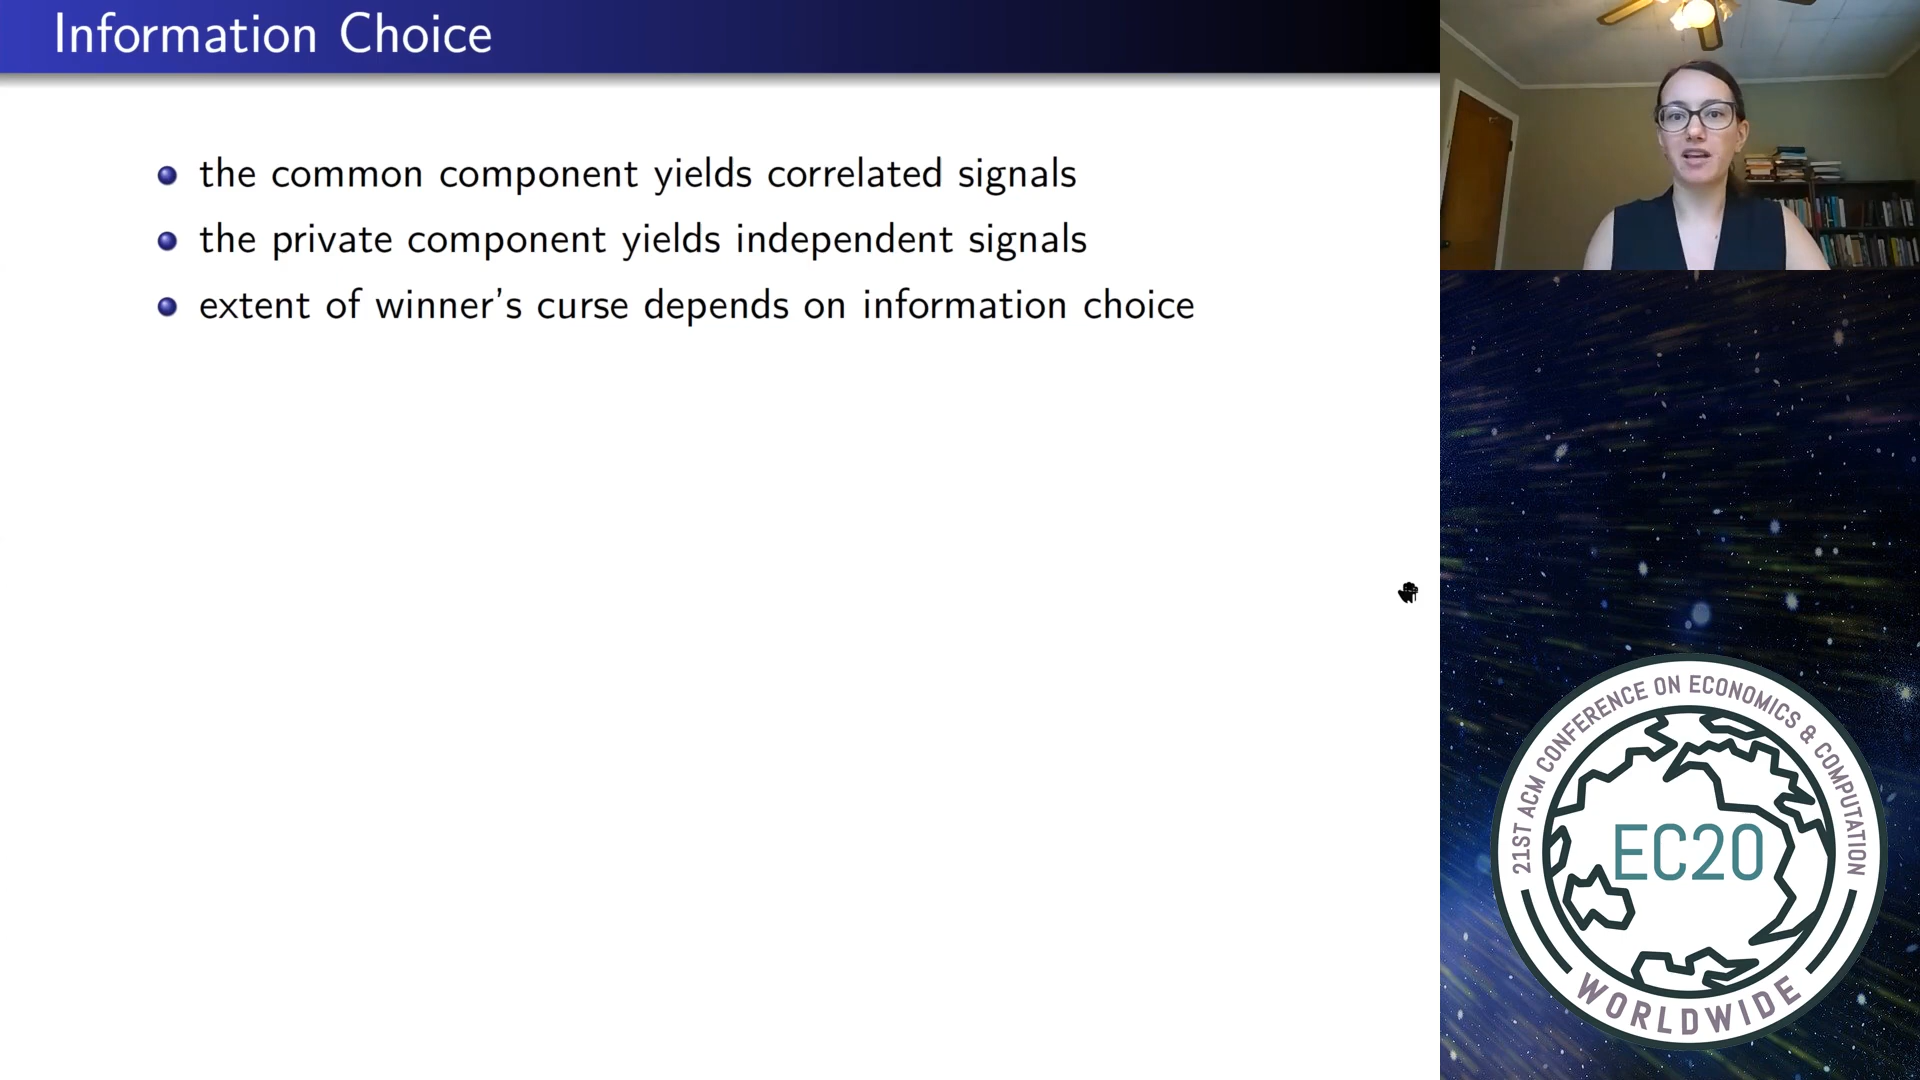 Information Choice
the common component yields correlated signals
the private component yields independent signals
extent of winner's curse depends on information choice
21ST ACM CONFERENCE ON ECONOMICS & COMPUTATION
EC20
WORLDWIDE